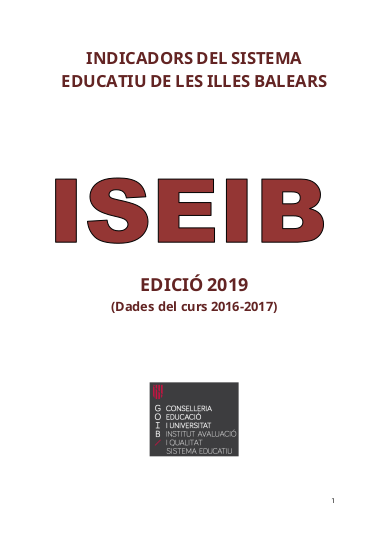 INDICADORS DEL SISTEMA
EDUCATIU DE LES ILLES BALEARS
ISEIB
EDICIÓ 2019
(Dades del curs 2016-2017)
G CONSELLERIA
O EDUCACIÓ
I I UNIVERSITAT
B INSTITUT AVALUACIÓ
/ I QUALITAT
SISTEMA EDUCATIU
1